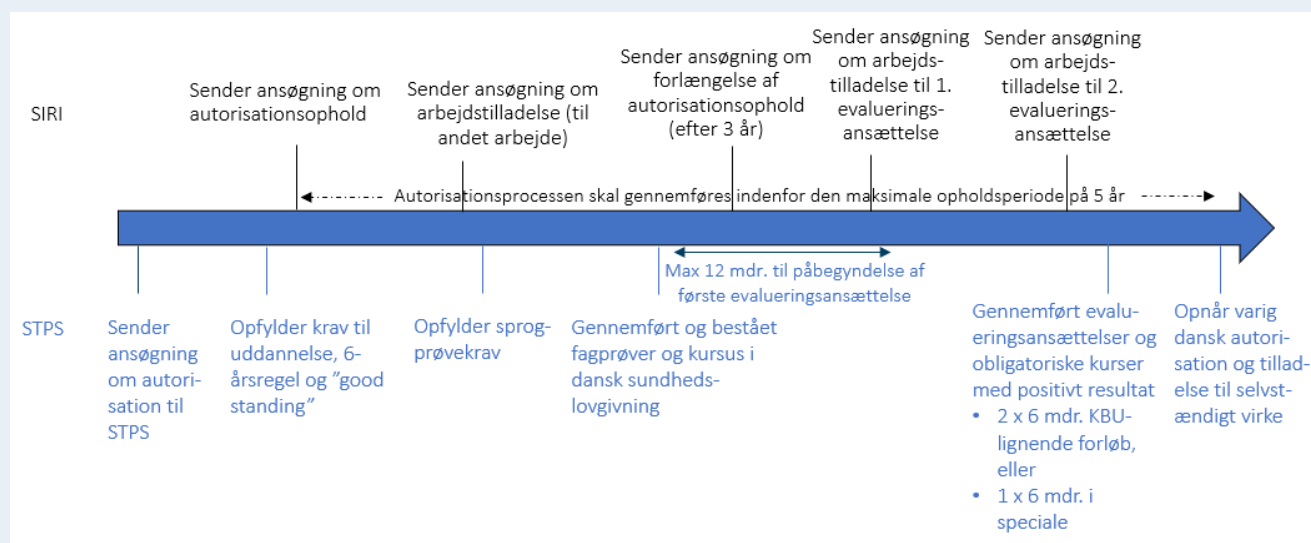 SIRI
Sender ansøgning om
autorisationsophold
Sender ansøgning om
arbejdstilladelse (til
andet arbejde)
Sender ansøgning om
forlængelse af
autorisationsophold
(efter 3 år)
Sender ansøgning
om arbejds-
tilladelse til 1.
evaluerings-
ansættelse
Sender ansøgning
om arbejds-
tilladelse til 2.
evaluerings-
ansættelse
Autorisationsprocessen skal gennemføres indenfor den maksimale opholdsperiode på 5 år
Max 12 mdr. til påbegyndelse af
første evalueringsansættelse
STPS
Sender
ansøgning
om autori-
sation til
STPS
Opfylder krav til
uddannelse, 6-
årsregel og ”good
standing”
Opfylder sprog-
prøvekrav
Gennemført og bestået
fagprøver og kursus i
dansk sundheds-
lovgivning
Gennemført evalu-
eringsansættelser og
obligatoriske kurser
med positivt resultat
• 2 x 6 mdr. KBU-
lignende forløb,
eller
• 1 x 6 mdr. i
speciale
Opnår varig
dansk autori-
sation og tillad-
else til selvst-
ændigt virke